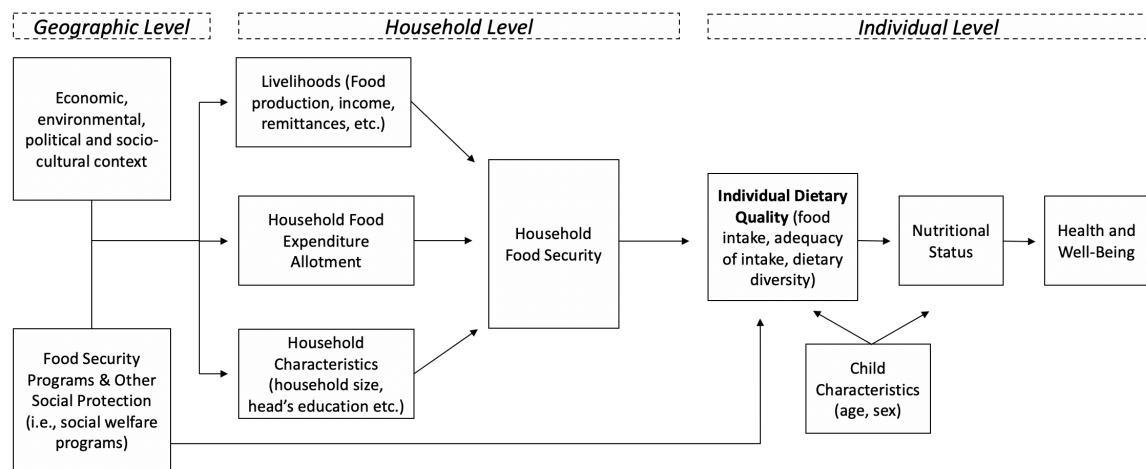 Geographic Level
Household Level
Individual Level
Economic,
environmental,
political and socio-
cultural context
Food Security
Programs & Other
Social Protection
(i.e., social welfare
programs)
Livelihoods (Food
production, income,
remittances, etc.)
Household Food
Expenditure
Allotment
Household
Characteristics
(household size,
head's education etc.)
Household
Food Security
Individual Dietary
Quality (food
intake, adequacy
of intake, dietary
diversity)
Nutritional
Status
Health and
Well-Being
Child
Characteristics
(age, sex)